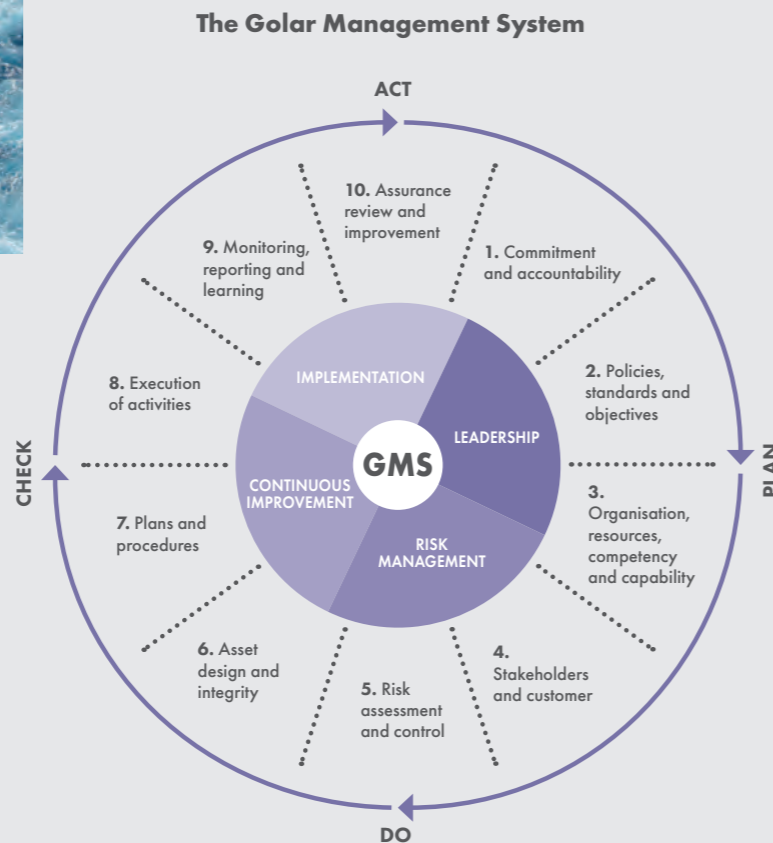 The Golar Management System
ACT
10. Assurance
review and
improvement
1. Commitment
and accountability
2. Policies,
standards and
objectives
PLAN
3.
Organisation,
resources,
competency
and capability
4.
Stakeholders
and customer
DO
5. Risk
assessment
and control
6. Asset
design and
integrity
7. Plans and
procedures
CHECK
8. Execution
of activities
9. Monitoring,
reporting and
learning
IMPLEMENTATION
LEADERSHIP
GMS
CONTINUOUS
IMPROVEMENT
RISK
MANAGEMENT